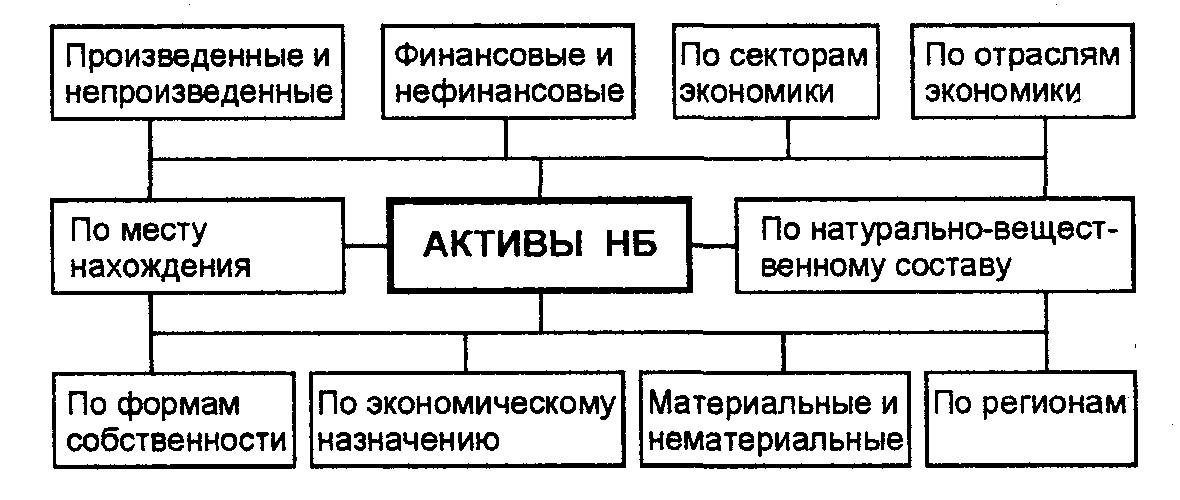 Произведенные и
непроизведенные
Финансовые и
нефинансовые
По секторам
экономики
По отраслям
экономики
По месту
нахождения
АКТИВЫ НБ
По натурально-вещест-
венному составу
По формам
собственности
По экономическому
назначению
Материальные и
нематериальные
По регионам